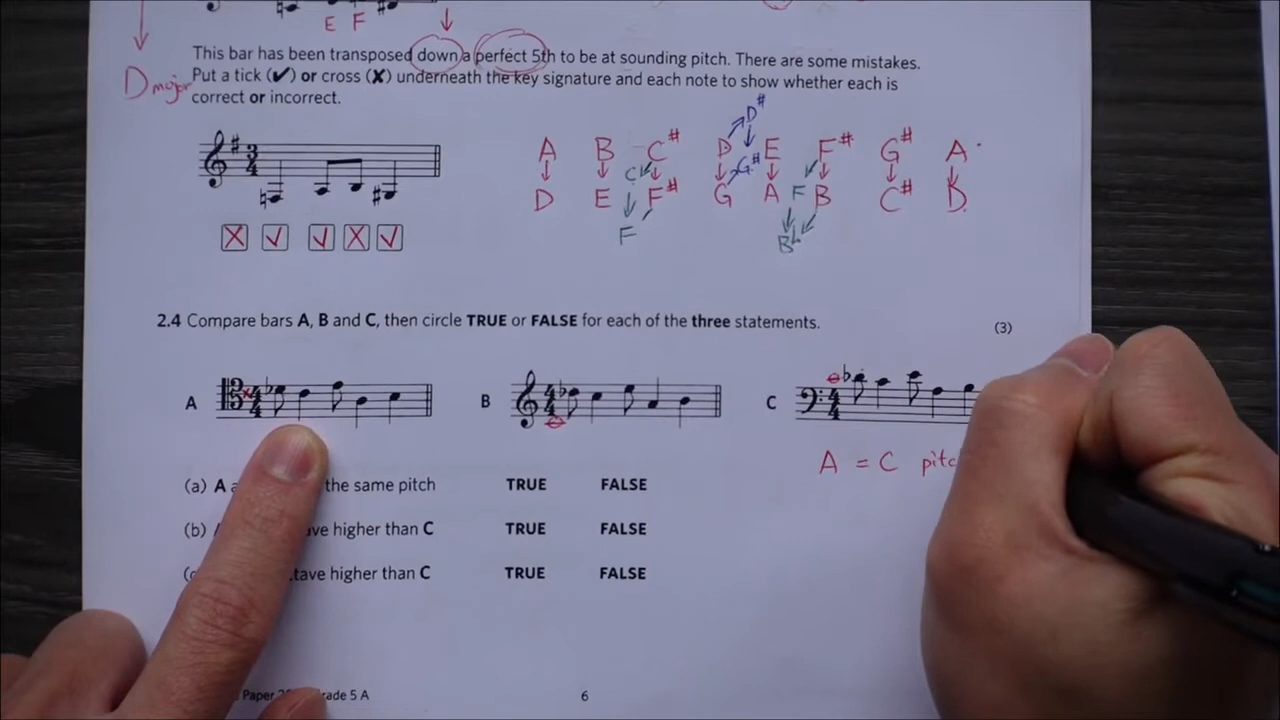 E F
This bar has been transposed down a perfect 5th to be at sounding pitch. There are some mistakes.
D major
Put a tick (✔) or cross (✘) underneath the key signature and each note to show whether each is
correct or incorrect.
D#
A B C# D E F# G# A
C G# F
D E F# G A B C# D
F Bb
2.4 Compare bars A, B and C, then circle TRUE or FALSE for each of the three statements. (3)
A B C
A = C
(a) A the same pitch TRUE FALSE
(b) higher than C TRUE FALSE
higher than C TRUE FALSE
Paper 5 A 6